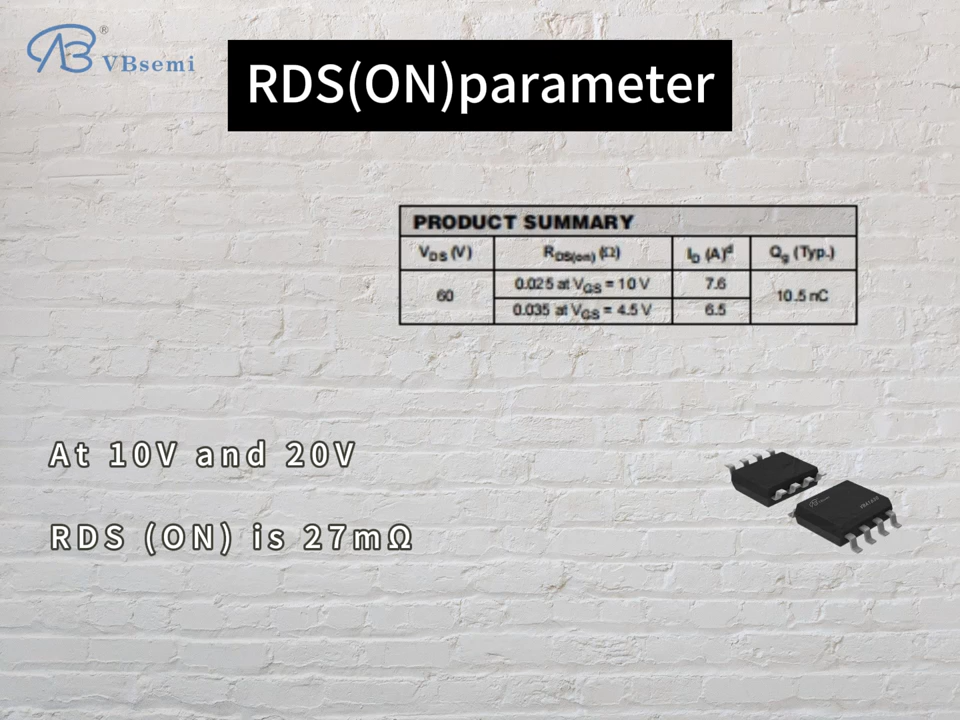 VBsemi
®
RDS(ON)parameter
PRODUCT SUMMARY
VDS (V) RDS(on) (Ω) ID (A)d Qg (Typ.)
60 0.025 at VGS = 10 V 7.6 10.5 nC
0.035 at VGS = 4.5 V 6.5
At 10V and 20V
RDS (ON) is 27mΩ
VBsemi